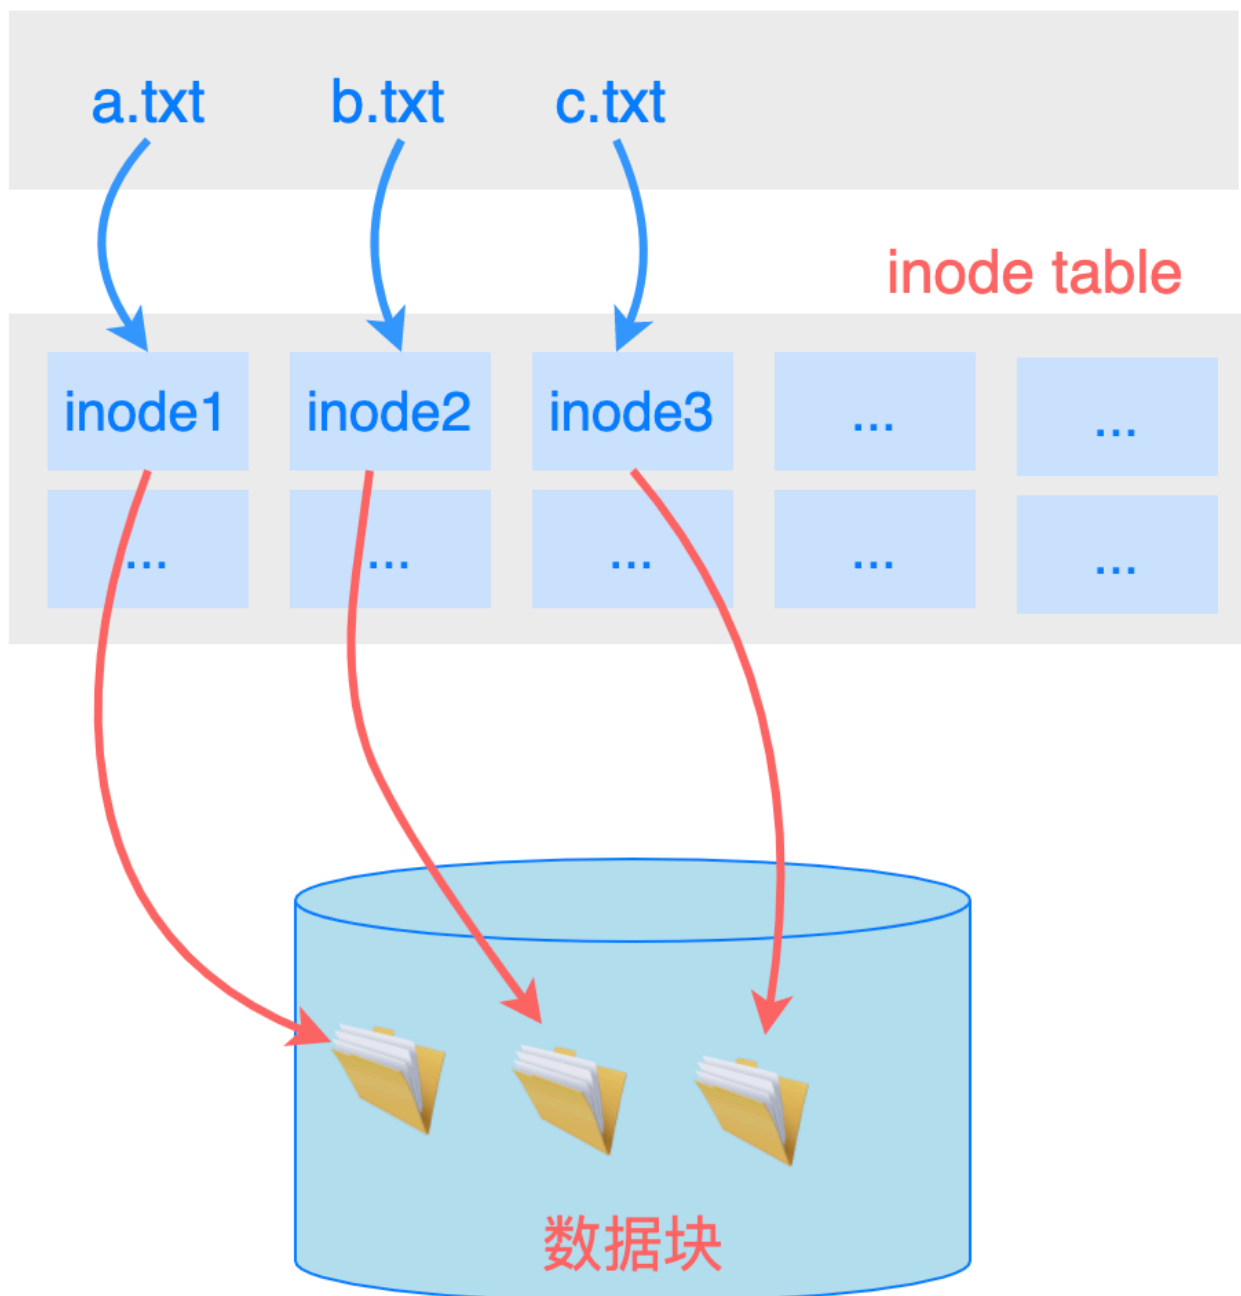 a.txt b.txt c.txt
inode table
inode1 inode2 inode3 ... ...
... ... ... ... ...
数据块